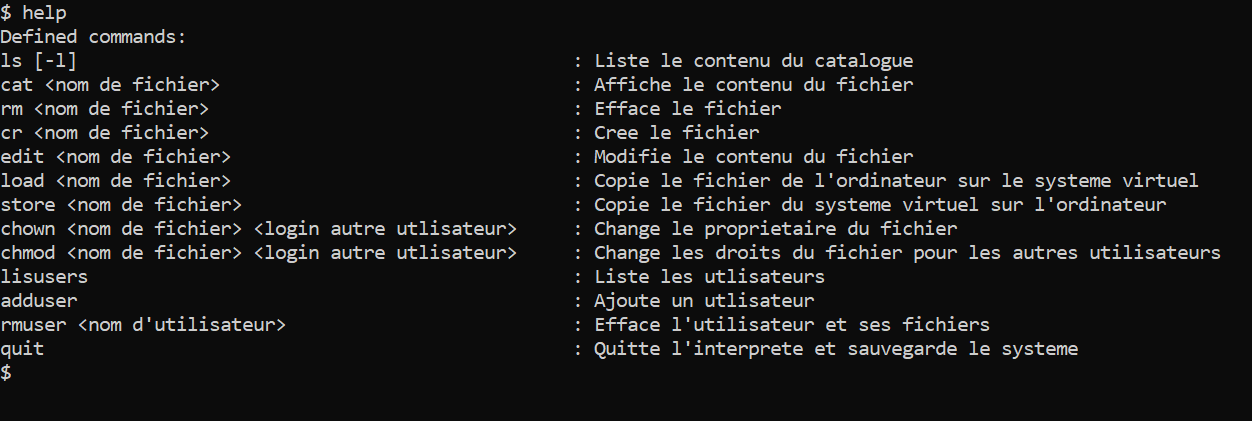 $ help
Defined commands:
ls [-l] : Liste le contenu du catalogue
cat <nom de fichier> : Affiche le contenu du fichier
rm <nom de fichier> : Efface le fichier
cr <nom de fichier> : Cree le fichier
edit <nom de fichier> : Modifie le contenu du fichier
load <nom de fichier> : Copie le fichier de l'ordinateur sur le systeme virtuel
store <nom de fichier> : Copie le fichier du systeme virtuel sur l'ordinateur
chown <nom de fichier> <login autre utlisateur> : Change le proprietaire du fichier
chmod <nom de fichier> <login autre utlisateur> : Change les droits du fichier pour les autres utilisateurs
lisusers : Liste les utlisateurs
adduser : Ajoute un utlisateur
rmuser <nom d'utilisateur> : Efface l'utilisateur et ses fichiers
quit : Quitte l'interprete et sauvegarde le systeme
$